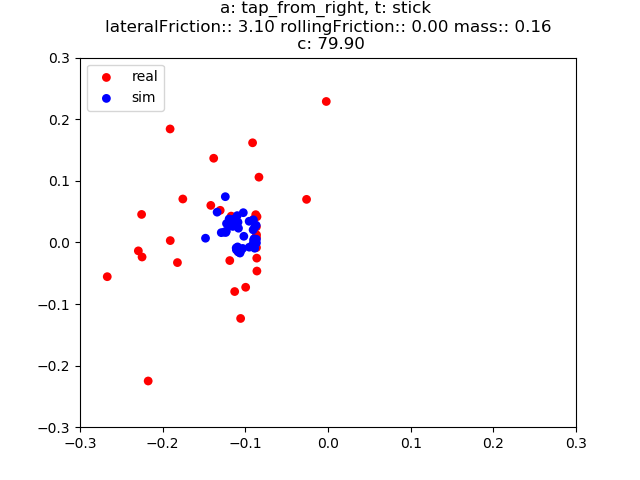 a: tap_from_right, t: stick
lateralFriction:: 3.10 rollingFriction:: 0.00 mass:: 0.16
c: 79.90
real
sim
0.3
0.2
0.1
0.0
−0.1
−0.2
−0.3
−0.3
−0.2
−0.1
0.0
0.1
0.2
0.3